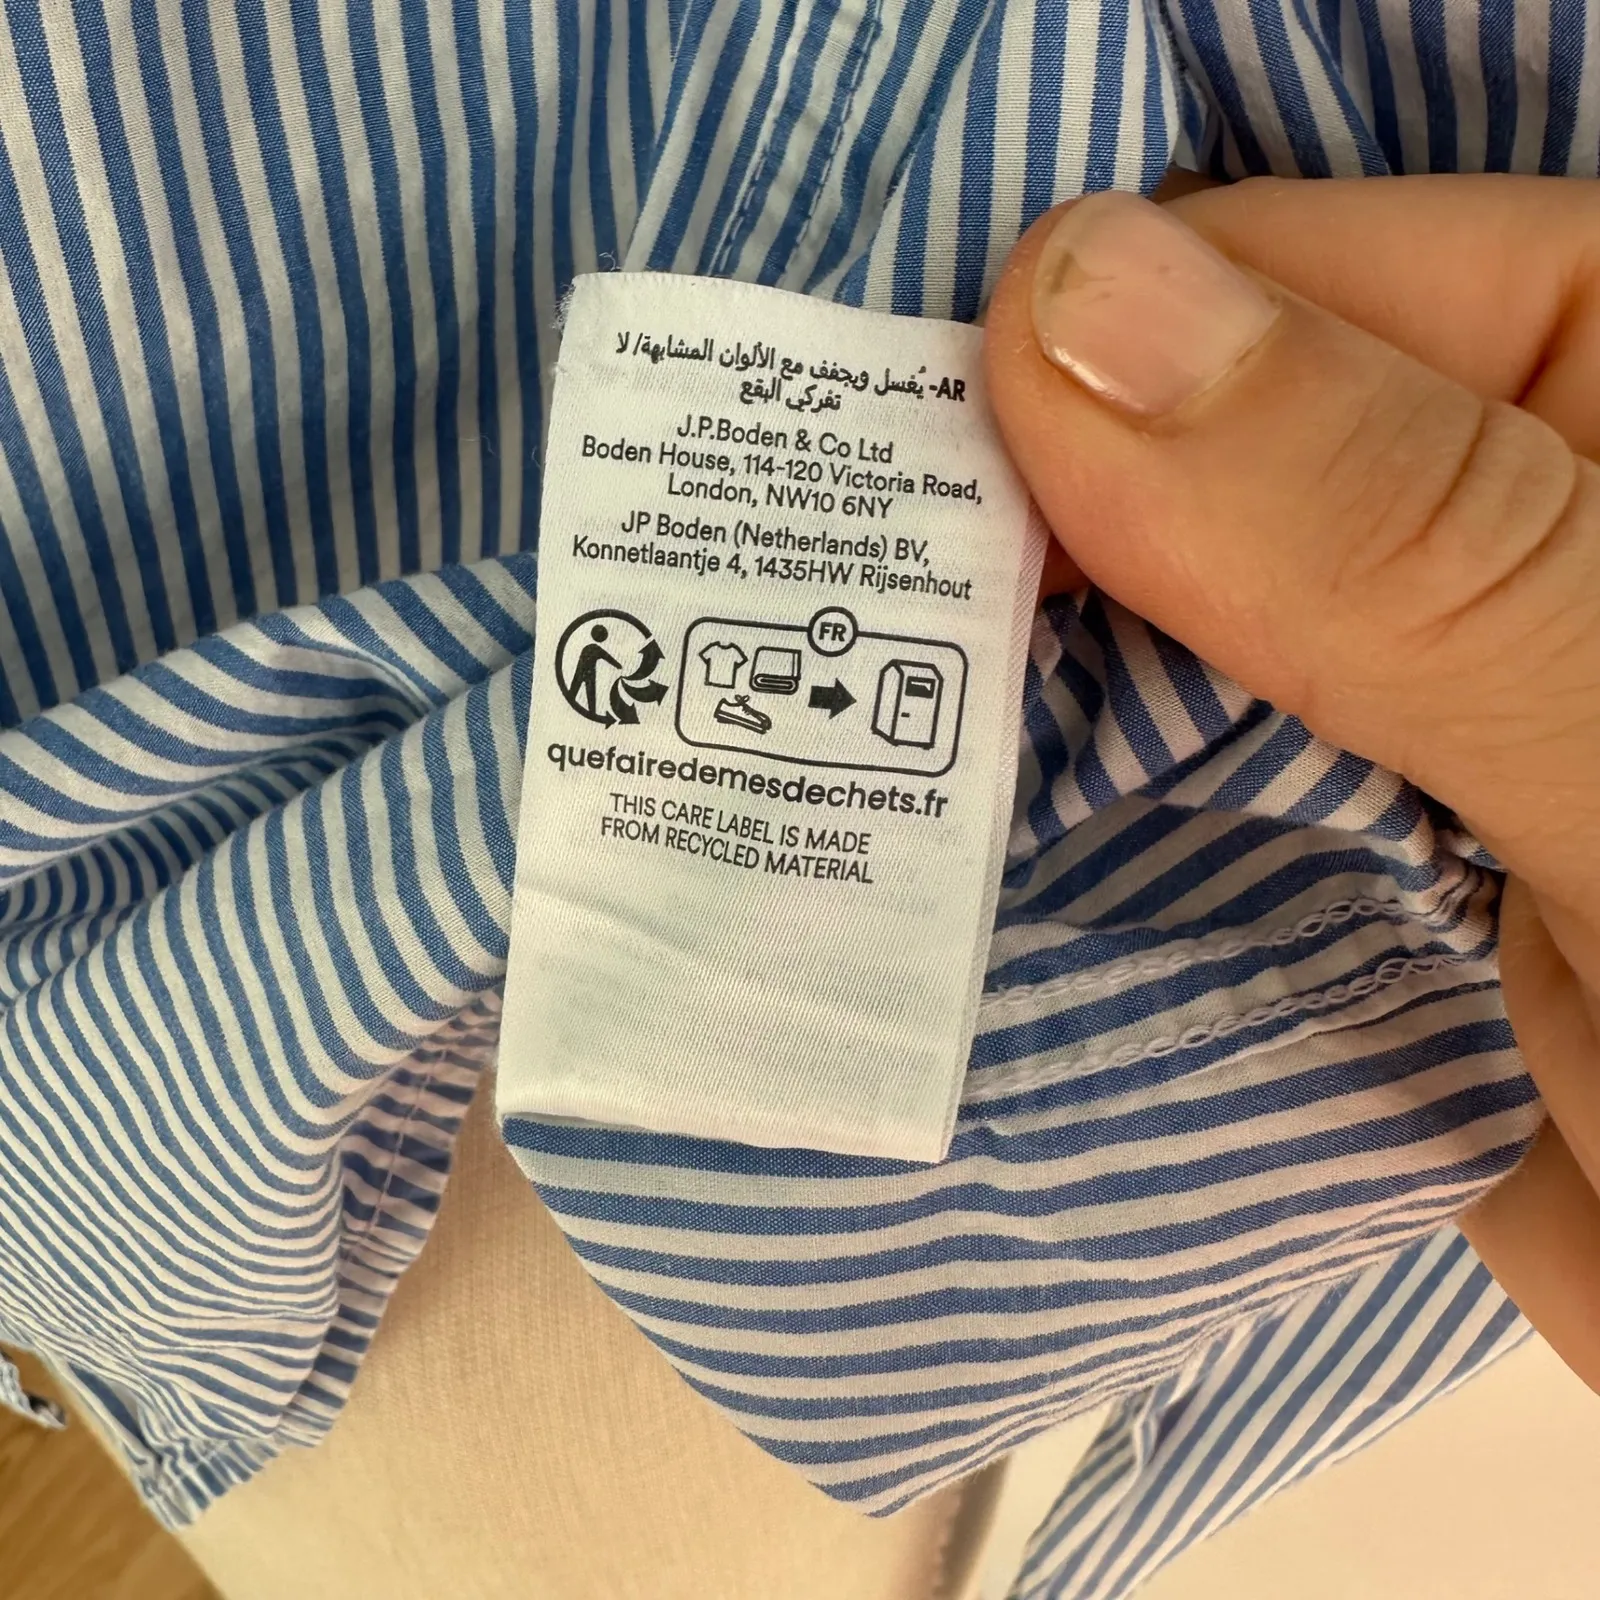 AR- يُغسل ويجفف مع الألوان المشابهة/ لا
تفركي البقع
J.P.Boden & Co Ltd
Boden House, 114-120 Victoria Road,
London, NW10 6NY
JP Boden (Netherlands) BV,
Konnetlaantje 4, 1435HW Rijsenhout
FR
quefairedemesdechets.fr
THIS CARE LABEL IS MADE
FROM RECYCLED MATERIAL